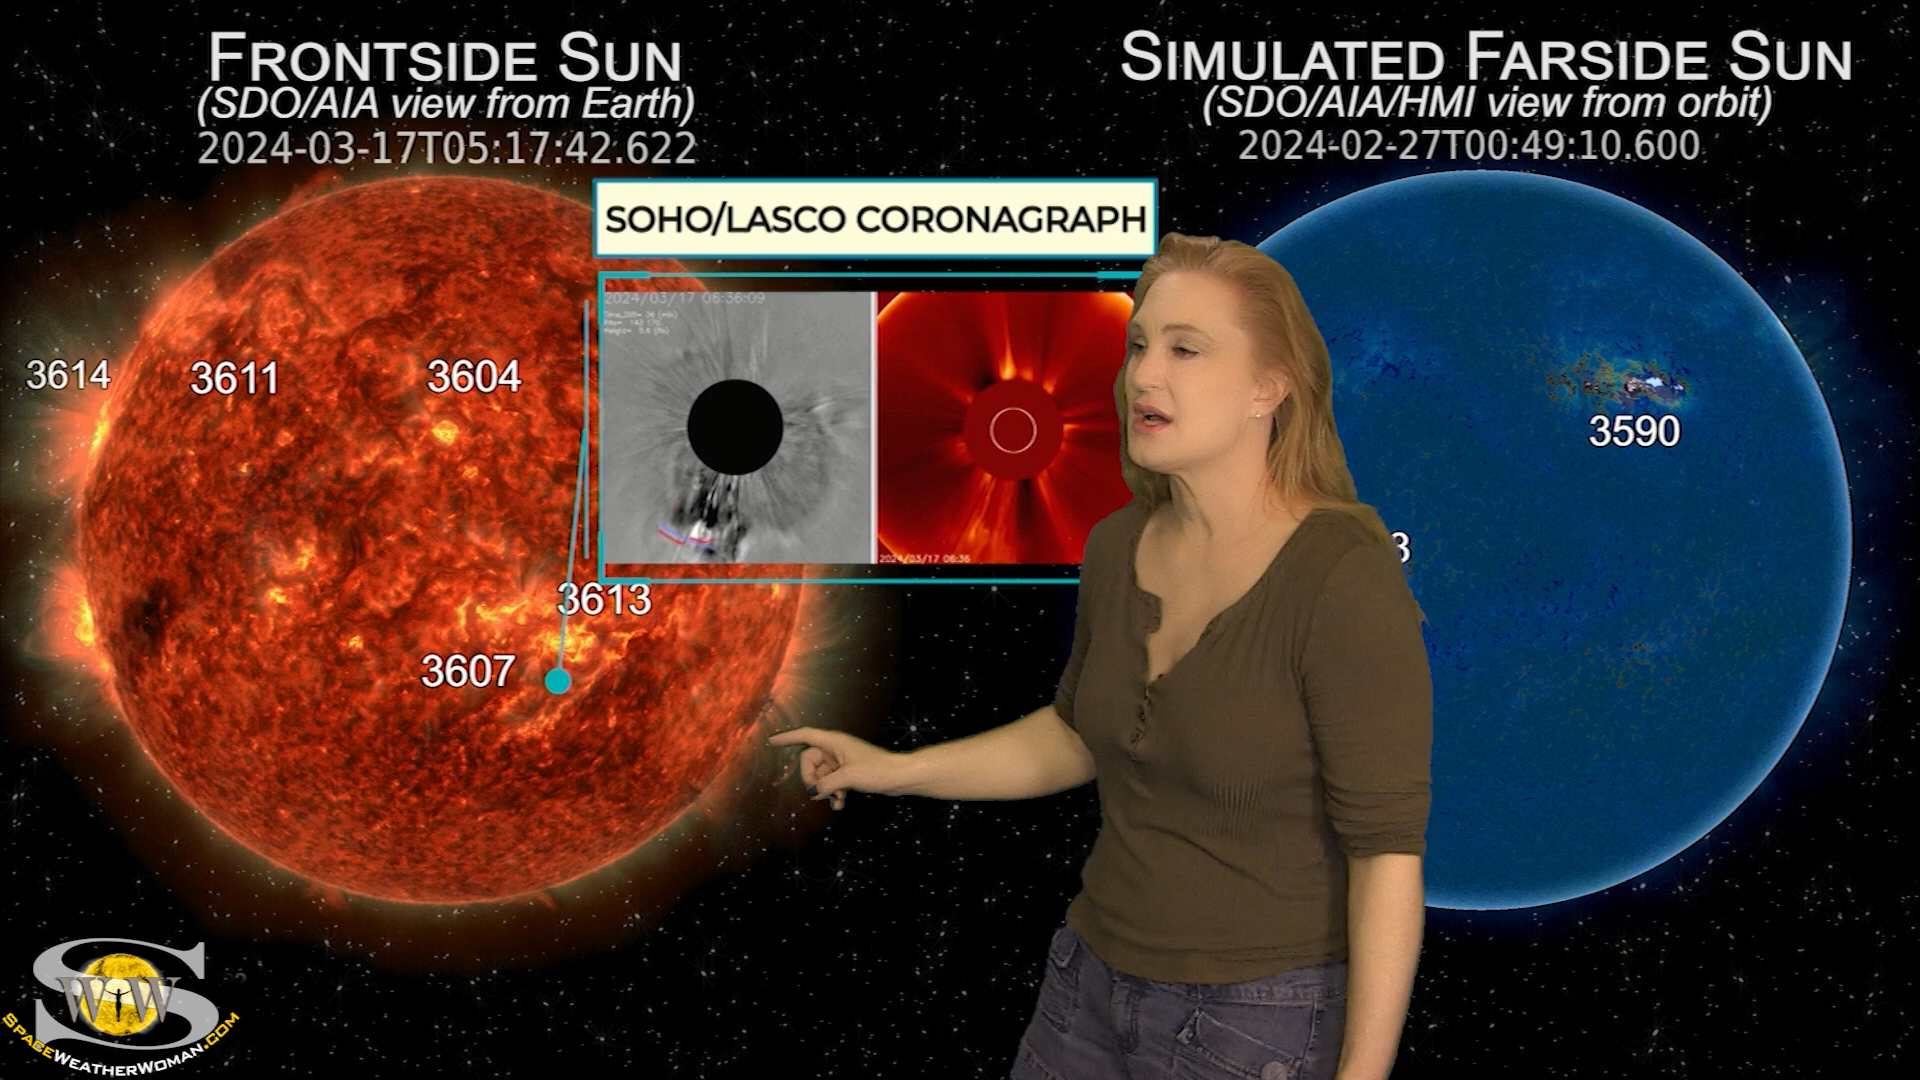 FRONTSIDE SUN
(SDO/AIA view from Earth)
2024-03-17T05:17:42.622
SIMULATED FARSIDE SUN
(SDO/AIA/HMI view from orbit)
2024-02-27T00:49:10.600
SOHO/LASCO CORONAGRAPH
2024/03/17 06:36:09
2024/03/17 06:36
3614
3611
3604
3613
3607
3590
3
SWW
SPACEWEATHERWOMAN.COM